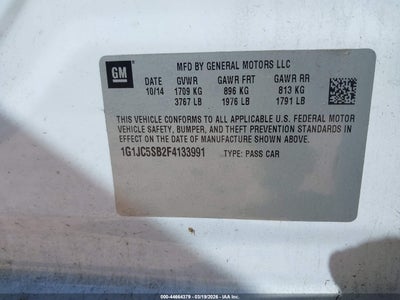 GM
MFD BY GENERAL MOTORS LLC
DATE GVWR GAWR FRT GAWR RR
10/14 1709 KG 896 KG 813 KG
3767 LB 1976 LB 1791 LB
THIS VEHICLE CONFORMS TO ALL APPLICABLE U.S. FEDERAL MOTOR
VEHICLE SAFETY, BUMPER, AND THEFT PREVENTION STANDARDS IN
EFFECT ON THE DATE OF MANUFACTURE SHOWN ABOVE.
1G1JC5SB2F4133991 TYPE: PASS CAR
000-44664379 - 03/19/2026 - IAA Inc.